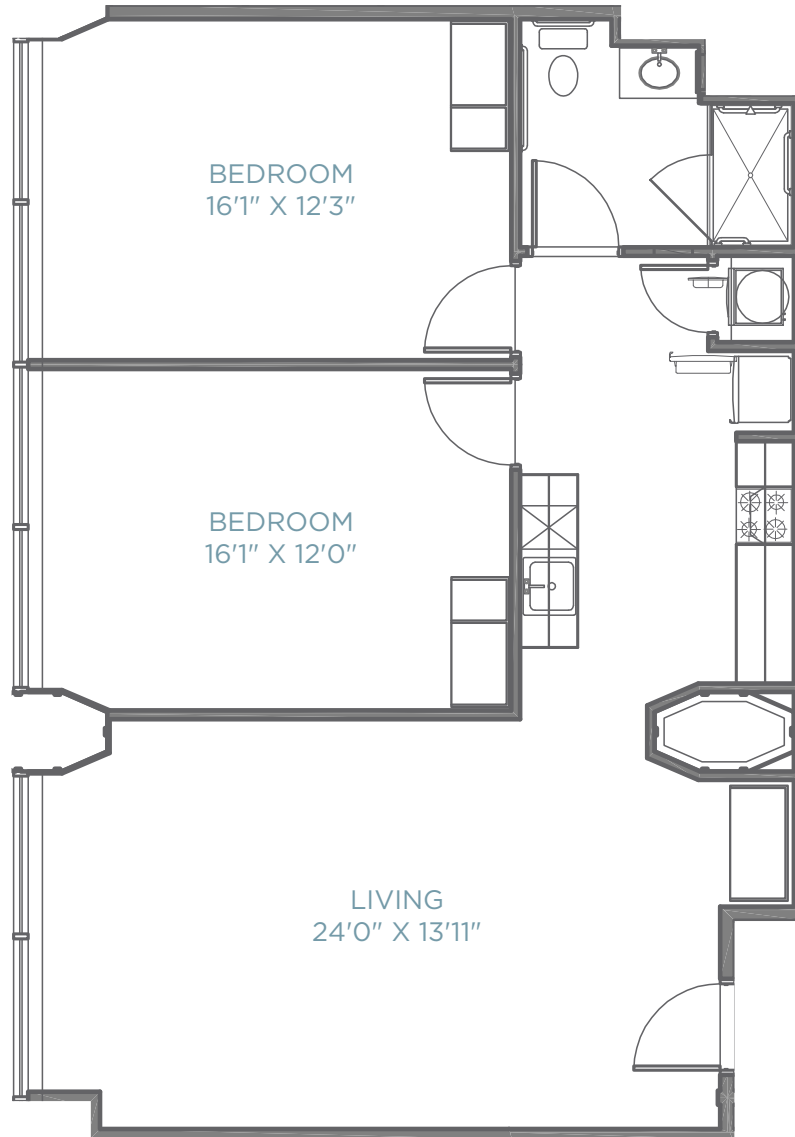 BEDROOM
16'1" X 12'3"
BEDROOM
16'1" X 12'0"
LIVING
24'0" X 13'11"